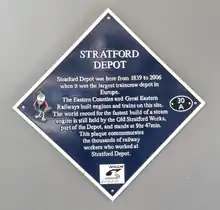 STRATFORD
DEPOT
Stratford Depot was here from 1839 to 2006
when it was the largest traincrew depot in
Europe.
The Eastern Counties and Great Eastern
Railways built engines and trains on this site.
The world record for the fastest build of a steam
engine is still held by the Old Stratford Works,
part of the Depot, and stands at 9hr 47min.
This plaque commemorates
the thousands of railway
workers who worked at
Stratford Depot.
30
A